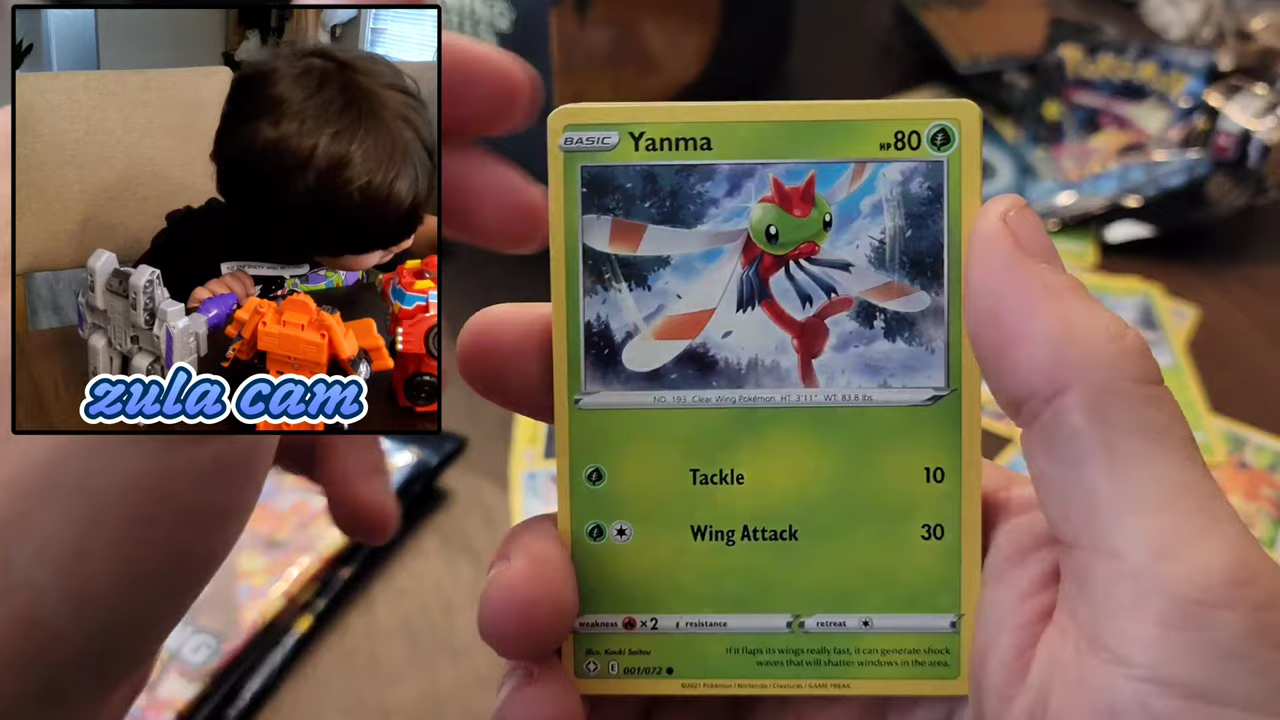 zula cam
BASIC Yanma HP 80
NO. 193 Clear Wing Pokémon HT: 3'11" WT: 83.8 lbs.
Tackle 10
Wing Attack 30
weakness ×2 resistance retreat
Illus. Kouki Saitou
If it flaps its wings really fast, it can generate shock
waves that will shatter windows in the area.
E 001/072
©2021 Pokémon / Nintendo / Creatures / GAME FREAK
Pokémon